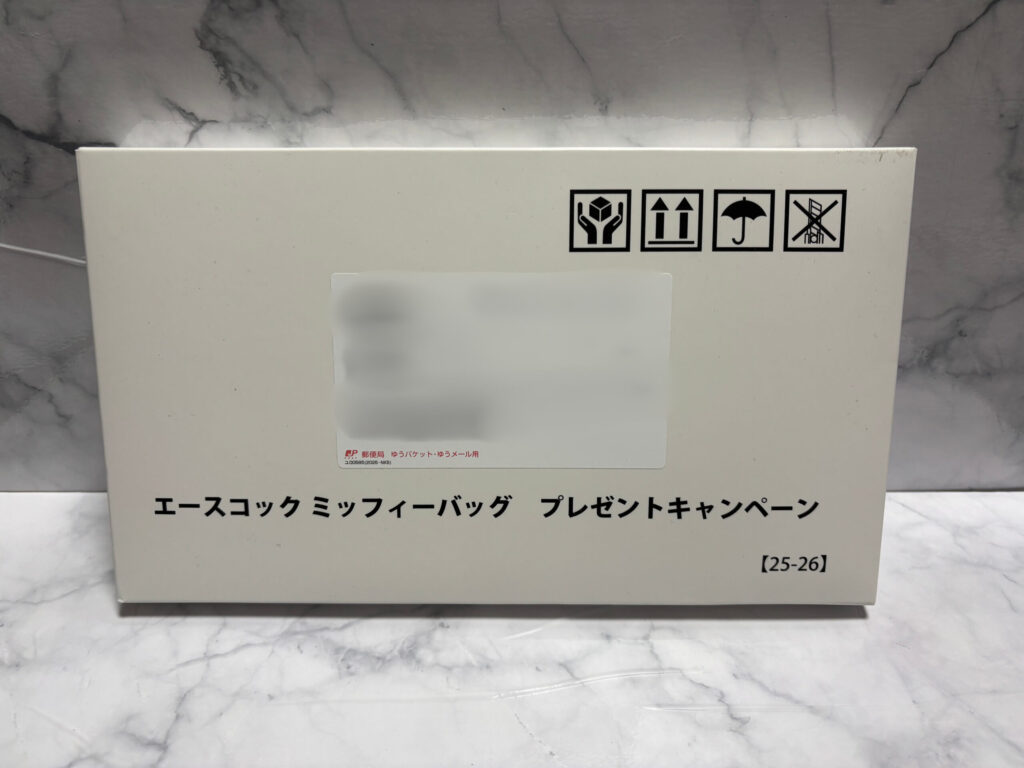 郵便局 ゆうパケット・ゆうメール用
エースコック ミッフィーバッグ プレゼントキャンペーン
【25-26】